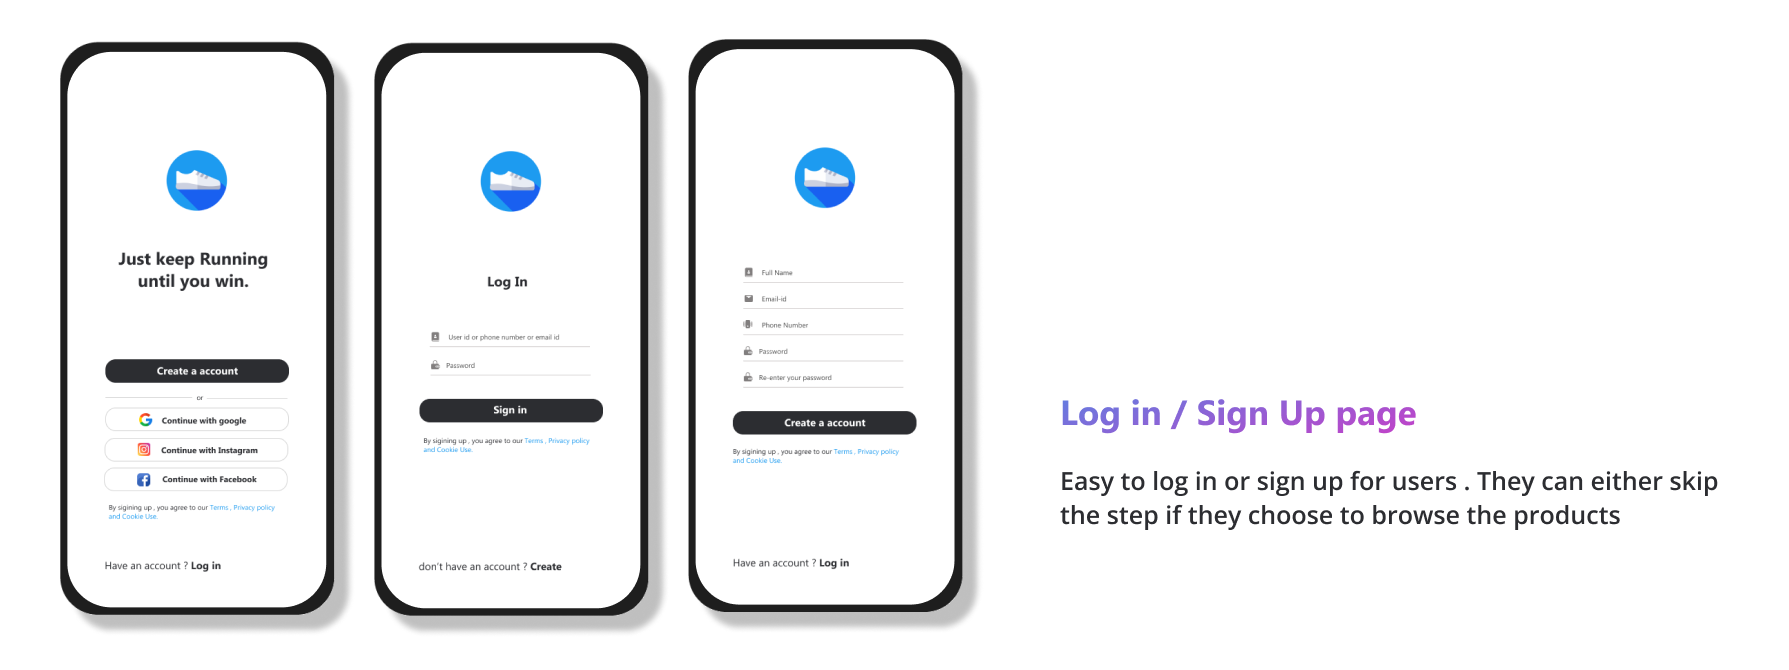 Just keep Running
until you win.
Create a account
or
Continue with google
Continue with Instagram
Continue with Facebook
By sigining up , you agree to our Terms , Privacy policy
and Cookie Use.
Have an account ? Log in
Log In
User id or phone number or email id
Password
Sign in
By sigining up , you agree to our Terms , Privacy policy
and Cookie Use.
don't have an account ? Create
Full Name
Email-id
Phone Number
Password
Re-enter your password
Create a account
By sigining up , you agree to our Terms , Privacy policy
and Cookie Use.
Have an account ? Log in
Log in / Sign Up page
Easy to log in or sign up for users . They can either skip
the step if they choose to browse the products